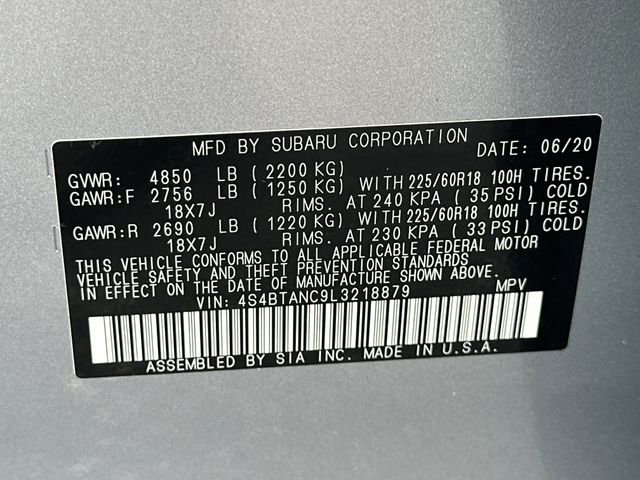 MFD BY SUBARU CORPORATION DATE: 06/20
GVWR: 4850 LB (2200 KG)
GAWR:F 2756 LB (1250 KG) WITH 225/60R18 100H TIRES.
18X7J RIMS. AT 240 KPA (35 PSI) COLD
GAWR:R 2690 LB (1220 KG) WITH 225/60R18 100H TIRES.
18X7J RIMS. AT 230 KPA (33 PSI) COLD
THIS VEHICLE CONFORMS TO ALL APPLICABLE FEDERAL MOTOR
VEHICLE SAFETY AND THEFT PREVENTION STANDARDS IN EFFECT
ON THE DATE OF MANUFACTURE SHOWN ABOVE.
VIN: 4S4BTANC9L3218879 MPV
ASSEMBLED BY SIA INC. MADE IN U.S.A.